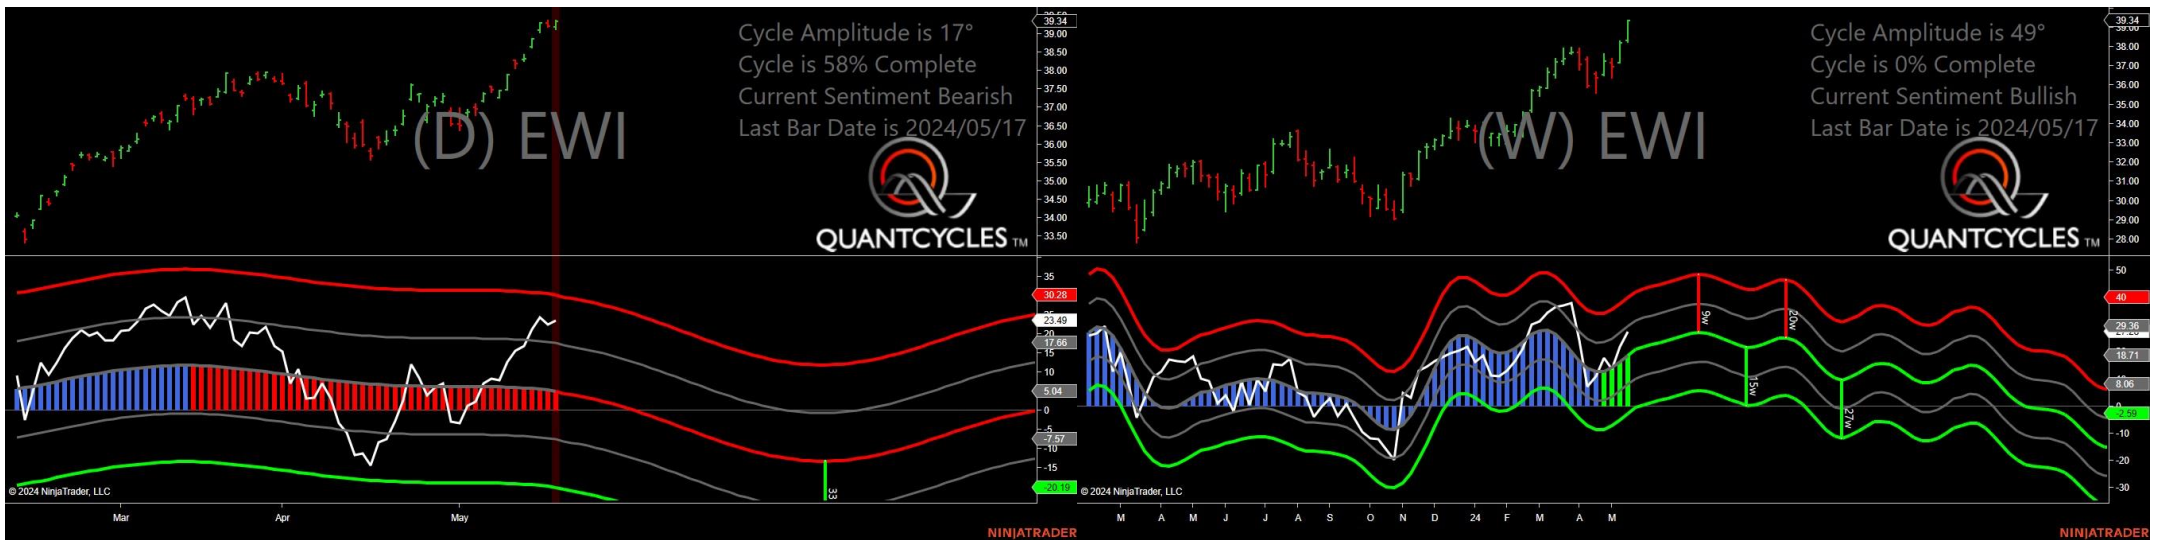 Cycle Amplitude is 17°
Cycle is 58% Complete
Current Sentiment Bearish
Last Bar Date is 2024/05/17
(D) EWI
QUANTCYCLES TM
39.34
39.00
38.50
38.00
37.50
37.00
36.50
36.00
35.50
35.00
34.50
34.00
33.50
35
30.28
23.49
20
17.66
15
10
5.04
0
-5
-7.57
-10
-15
-20.19
33
© 2024 NinjaTrader, LLC
Mar
Apr
May
NINJATRADER
Cycle Amplitude is 49°
Cycle is 0% Complete
Current Sentiment Bullish
Last Bar Date is 2024/05/17
(W) EWI
QUANTCYCLES TM
39.34
38.00
37.00
36.00
35.00
34.00
33.00
32.00
31.00
30.00
29.00
28.00
50
40
29.36
18.71
8.06
0
-2.59
-10
-20
-30
9w
20w
15w
27w
© 2024 NinjaTrader, LLC
M A M J J A S O N D 24 F M A M
NINJATRADER